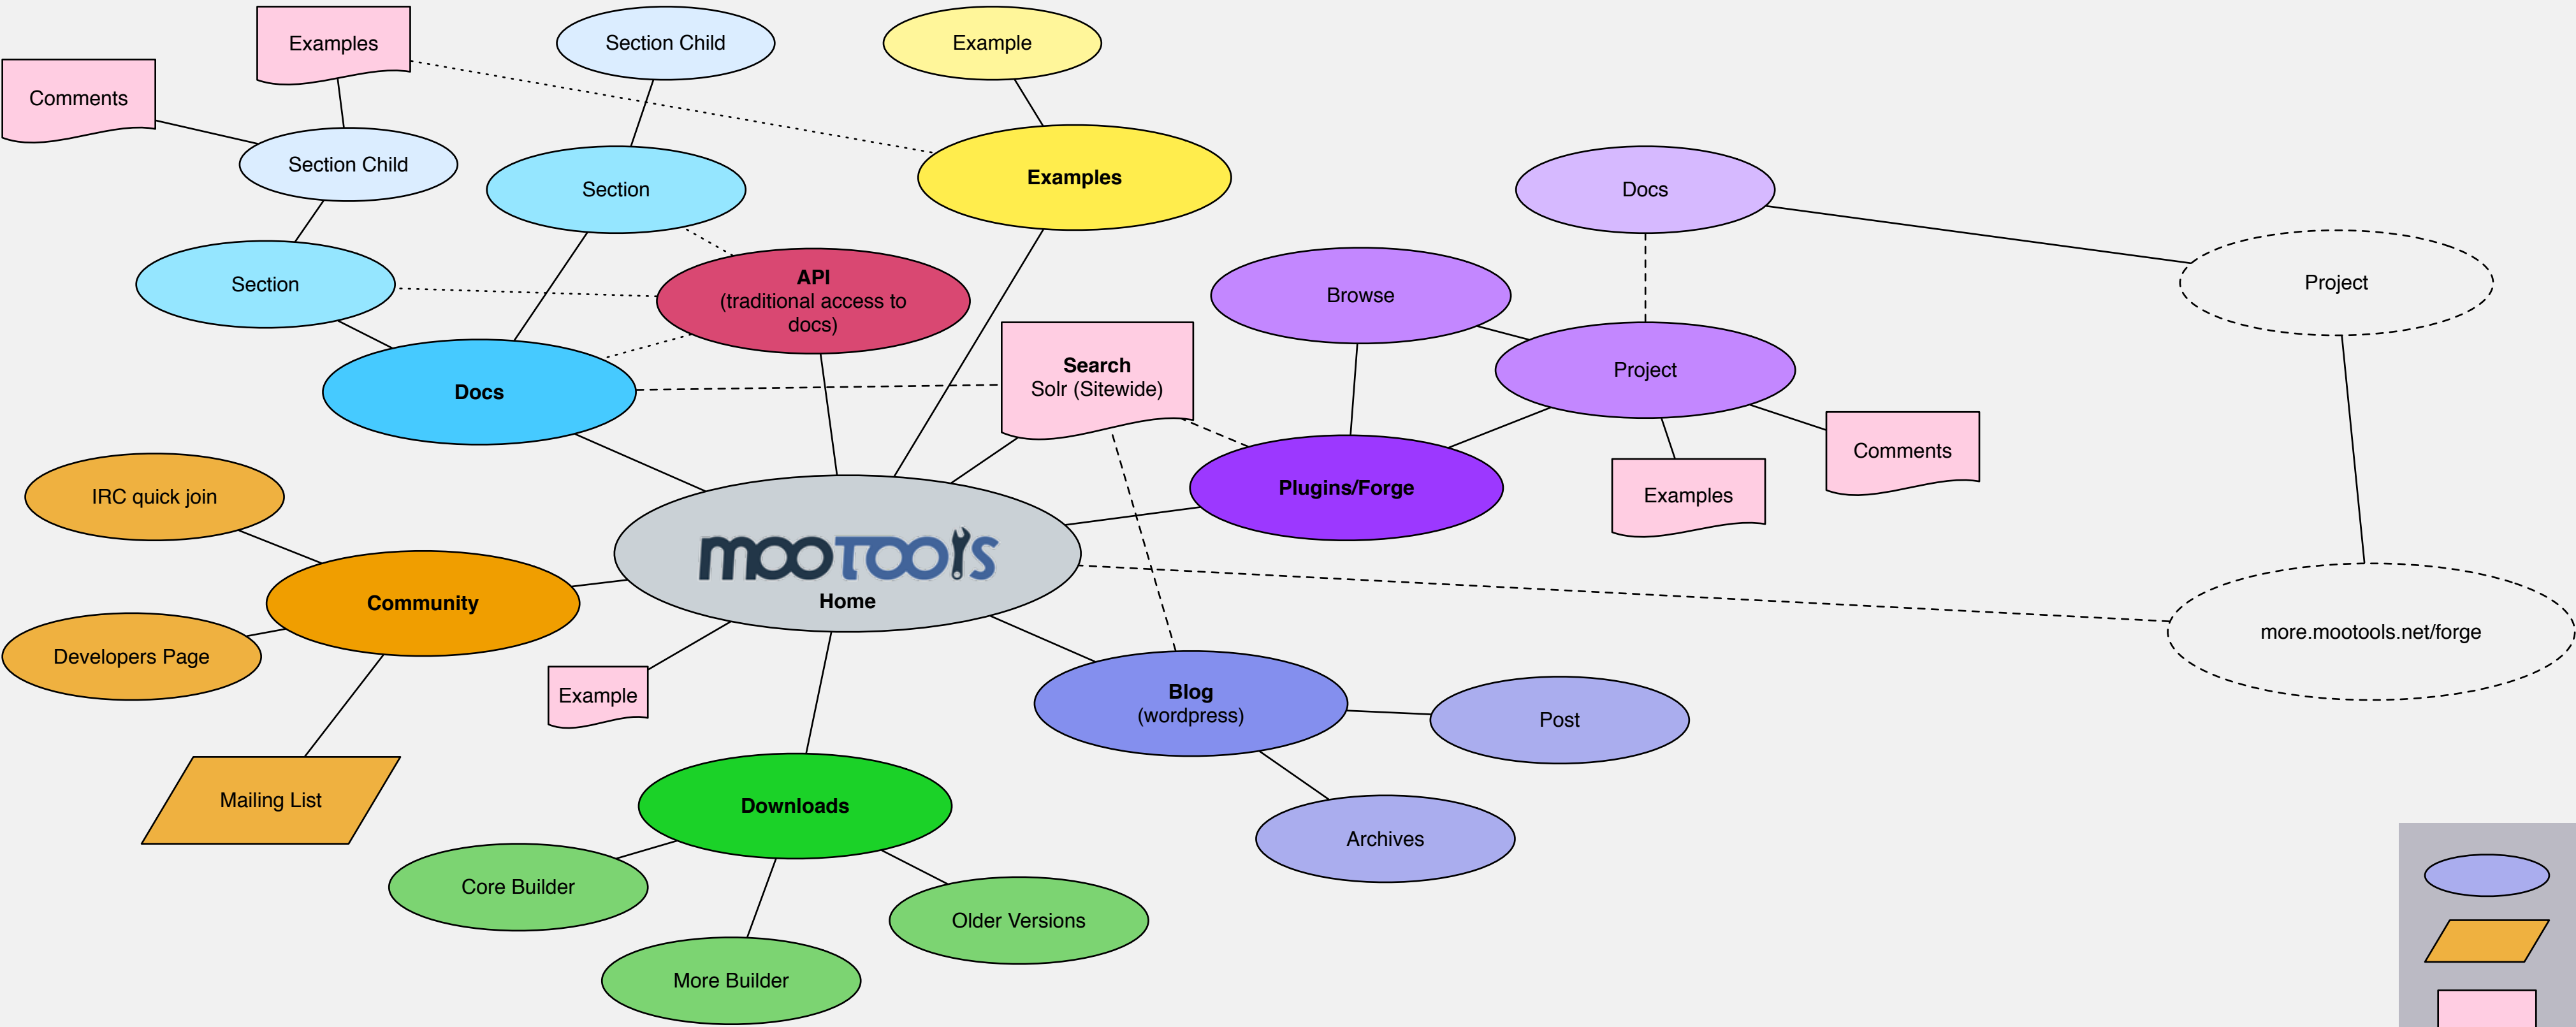 Examples
Section Child
Example
Comments
Section Child
Section
Examples
Docs
Section
API
(traditional access to
docs)
Browse
Project
Search
Solr (Sitewide)
Project
Docs
Comments
IRC quick join
Plugins/Forge
Examples
mootools
Home
Community
more.mootools.net/forge
Developers Page
Example
Blog
(wordpress)
Post
Mailing List
Downloads
Archives
Core Builder
Older Versions
More Builder